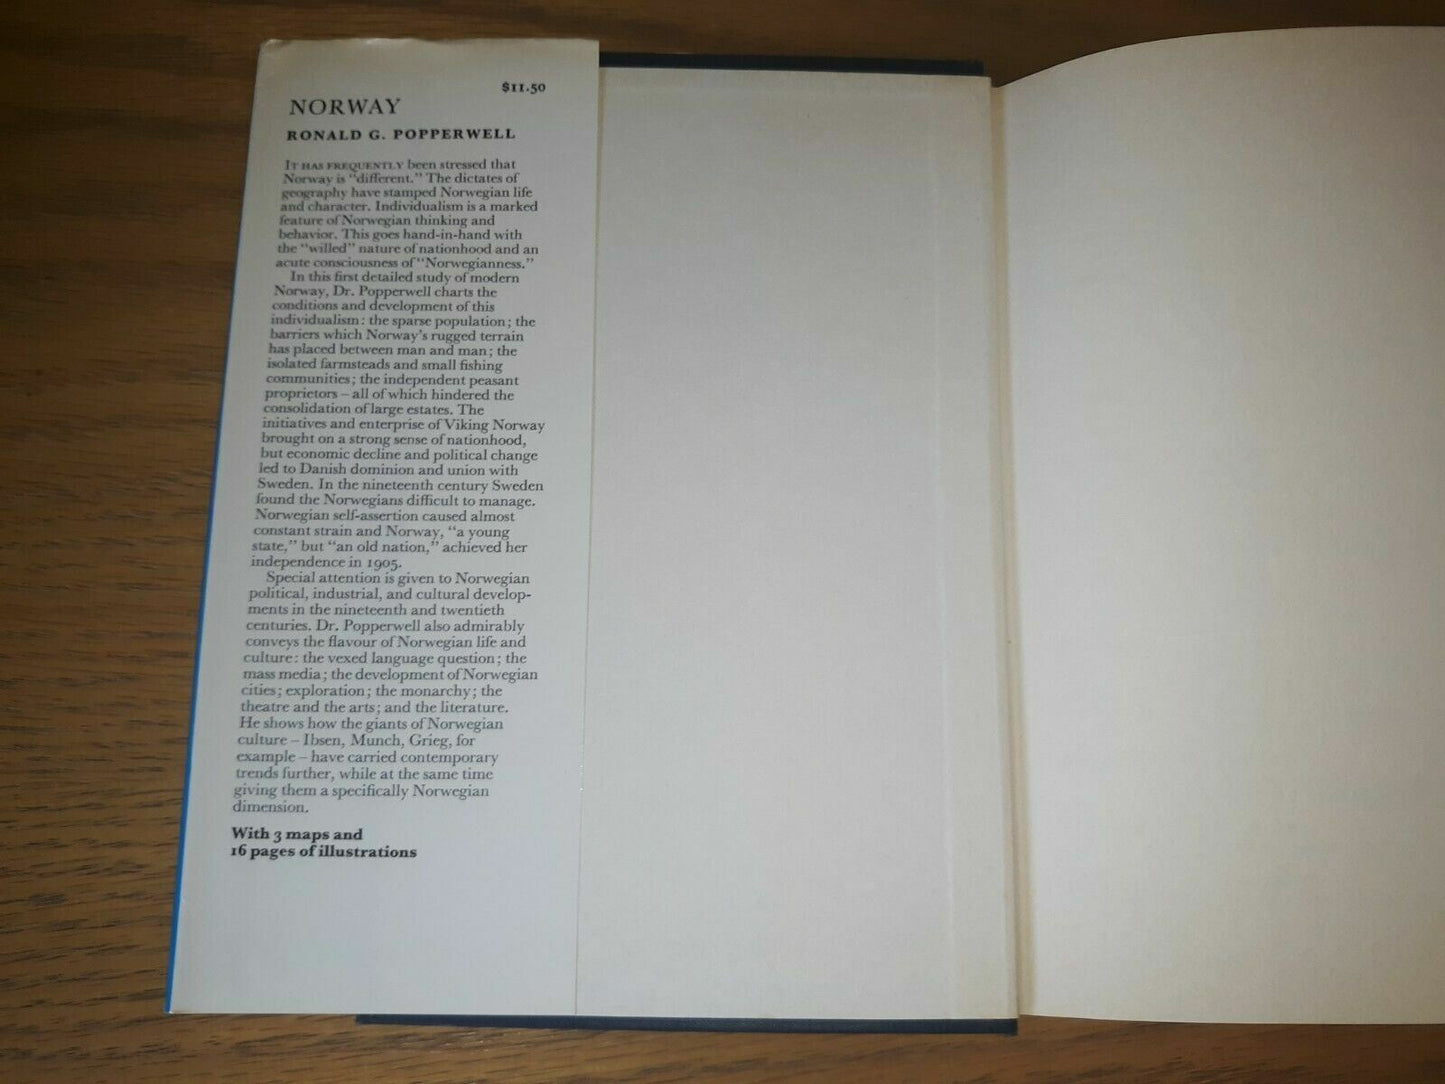 $11.50
NORWAY
RONALD G. POPPERWELL
IT HAS FREQUENTLY been stressed that
Norway is "different." The dictates of
geography have stamped Norwegian life
and character. Individualism is a marked
feature of Norwegian thinking and
behavior. This goes hand-in-hand with
the "willed" nature of nationhood and an
acute consciousness of "Norwegianness."
In this first detailed study of modern
Norway, Dr. Popperwell charts the
conditions and development of this
individualism: the sparse population; the
barriers which Norway's rugged terrain
has placed between man and man; the
isolated farmsteads and small fishing
communities; the independent peasant
proprietors – all of which hindered the
consolidation of large estates. The
initiatives and enterprise of Viking Norway
brought on a strong sense of nationhood,
but economic decline and political change
led to Danish dominion and union with
Sweden. In the nineteenth century Sweden
found the Norwegians difficult to manage.
Norwegian self-assertion caused almost
constant strain and Norway, "a young
state," but "an old nation," achieved her
independence in 1905.
Special attention is given to Norwegian
political, industrial, and cultural develop-
ments in the nineteenth and twentieth
centuries. Dr. Popperwell also admirably
conveys the flavour of Norwegian life and
culture: the vexed language question; the
mass media; the development of Norwegian
cities; exploration; the monarchy; the
theatre and the arts; and the literature.
He shows how the giants of Norwegian
culture – Ibsen, Munch, Grieg, for
example – have carried contemporary
trends further, while at the same time
giving them a specifically Norwegian
dimension.
With 3 maps and
16 pages of illustrations